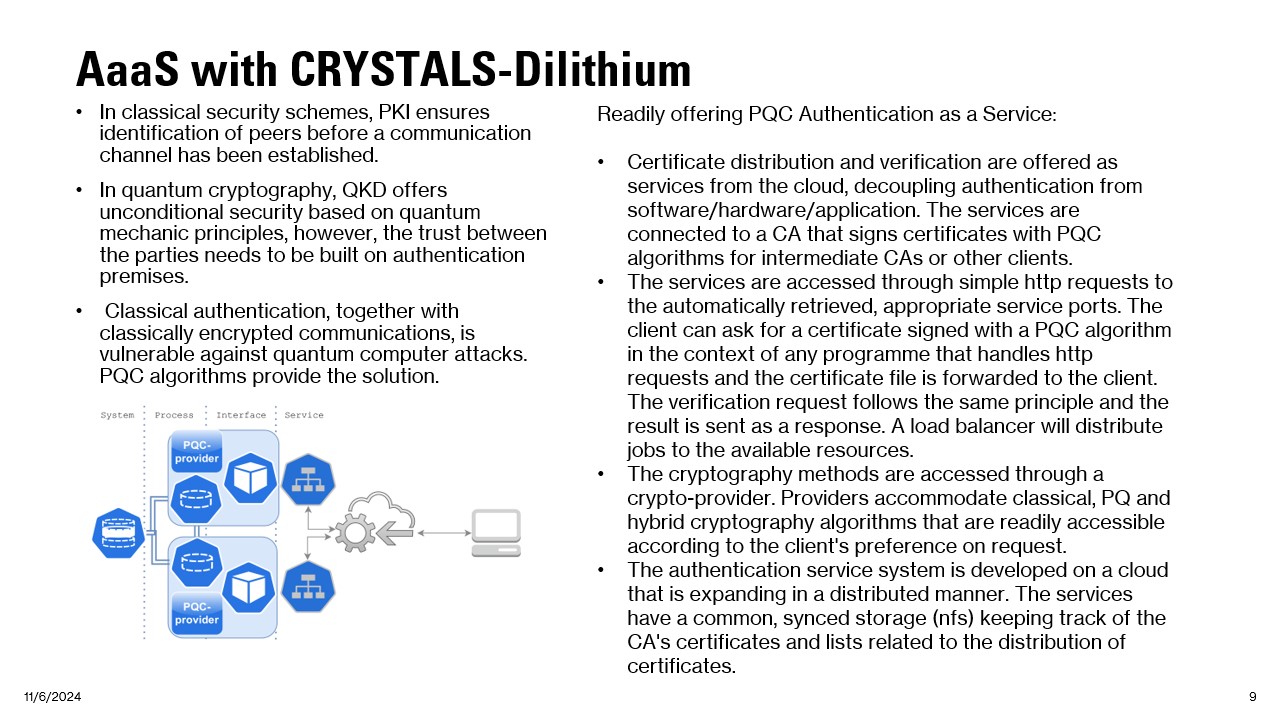 AaaS with CRYSTALS-Dilithium
• In classical security schemes, PKI ensures
identification of peers before a communication
channel has been established.
• In quantum cryptography, QKD offers
unconditional security based on quantum
mechanic principles, however, the trust between
the parties needs to be built on authentication
premises.
• Classical authentication, together with
classically encrypted communications, is
vulnerable against quantum computer attacks.
PQC algorithms provide the solution.
System Process Interface Service
PQC-
provider
PQC-
provider
Readily offering PQC Authentication as a Service:
• Certificate distribution and verification are offered as
services from the cloud, decoupling authentication from
software/hardware/application. The services are
connected to a CA that signs certificates with PQC
algorithms for intermediate CAs or other clients.
• The services are accessed through simple http requests to
the automatically retrieved, appropriate service ports. The
client can ask for a certificate signed with a PQC algorithm
in the context of any programme that handles http
requests and the certificate file is forwarded to the client.
The verification request follows the same principle and the
result is sent as a response. A load balancer will distribute
jobs to the available resources.
• The cryptography methods are accessed through a
crypto-provider. Providers accommodate classical, PQ and
hybrid cryptography algorithms that are readily accessible
according to the client's preference on request.
• The authentication service system is developed on a cloud
that is expanding in a distributed manner. The services
have a common, synced storage (nfs) keeping track of the
CA's certificates and lists related to the distribution of
certificates.
11/6/2024
9